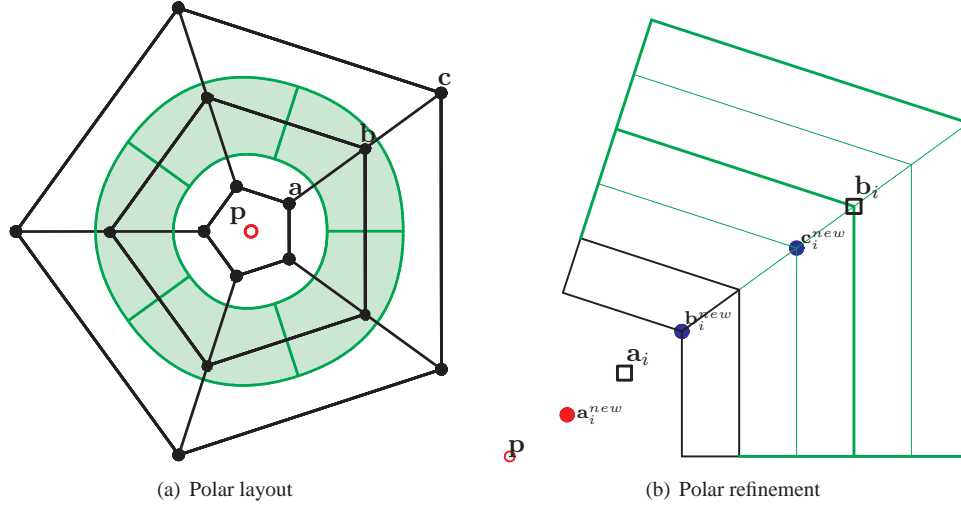 c
b
a
p
b_i
c_i^{new}
b_i^{new}
a_i
a_i^{new}
p
(a) Polar layout
(b) Polar refinement